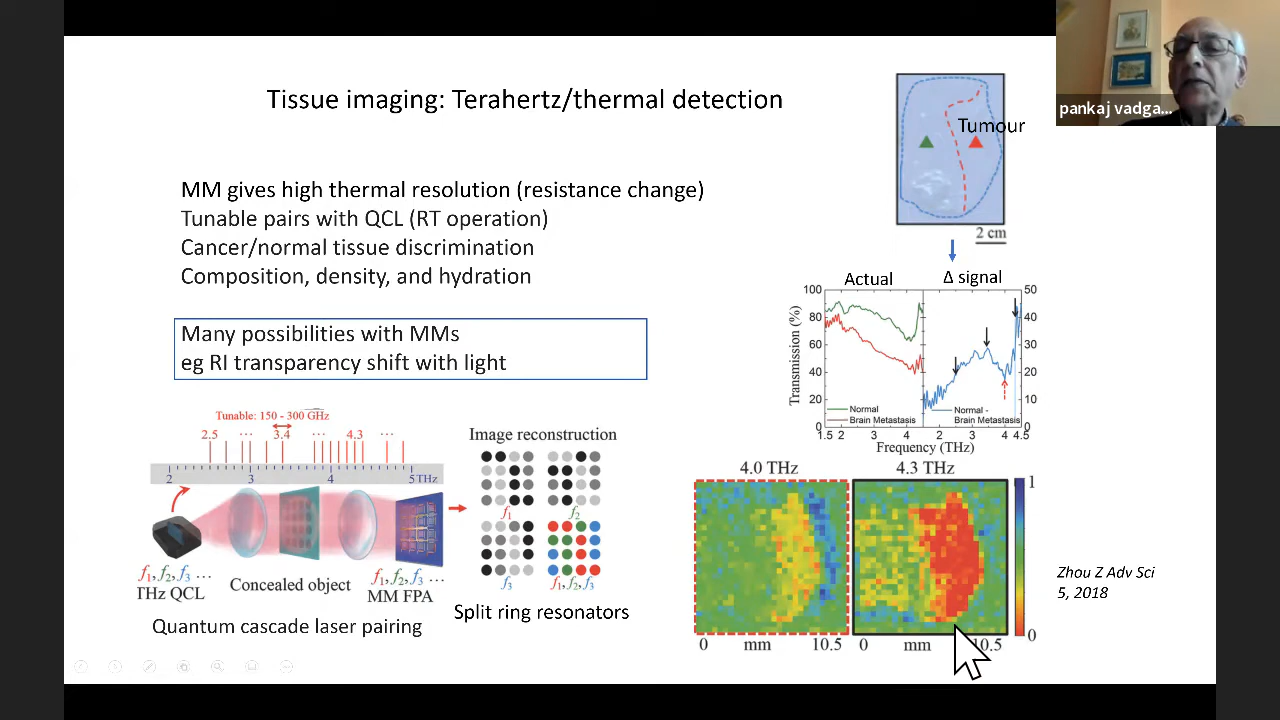 Tissue imaging: Terahertz/thermal detection
pankaj vadga...
MM gives high thermal resolution (resistance change)
Tunable pairs with QCL (RT operation)
Cancer/normal tissue discrimination
Composition, density, and hydration
Many possibilities with MMs
eg RI transparency shift with light
Tumour
2 cm
Actual
Δ signal
100
80
60
40
20
0
Transmission (%)
50
40
30
20
10
0
Normal
Brain Metastasis
Normal -
Brain Metastasis
1.5 2 3 4 2 3 4 4.5
Frequency (THz)
Tunable: 150 - 300 GHz
2.5 ... 3.4 ... 4.3 ...
2 3 4 5 THz
f1, f2, f3 ...
THz QCL
Concealed object
f1, f2, f3 ...
MM FPA
Quantum cascade laser pairing
Image reconstruction
f1 f2
f3 f1, f2, f3
Split ring resonators
4.0 THz 4.3 THz
0 mm 10.5 0 mm 10.5
1
0
Zhou Z Adv Sci
5, 2018